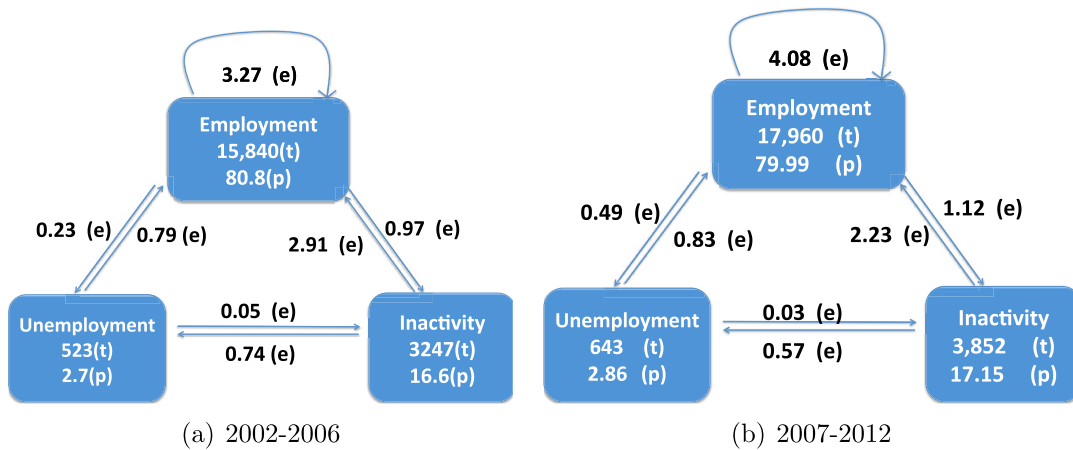 3.27 (e)
Employment
15,840(t)
80.8(p)
0.23 (e)
0.79 (e)
2.91 (e)
0.97 (e)
Unemployment
523(t)
2.7(p)
0.05 (e)
0.74 (e)
Inactivity
3247(t)
16.6(p)
(a) 2002-2006
4.08 (e)
Employment
17,960 (t)
79.99 (p)
0.49 (e)
0.83 (e)
2.23 (e)
1.12 (e)
Unemployment
643 (t)
2.86 (p)
0.03 (e)
0.57 (e)
Inactivity
3,852 (t)
17.15 (p)
(b) 2007-2012